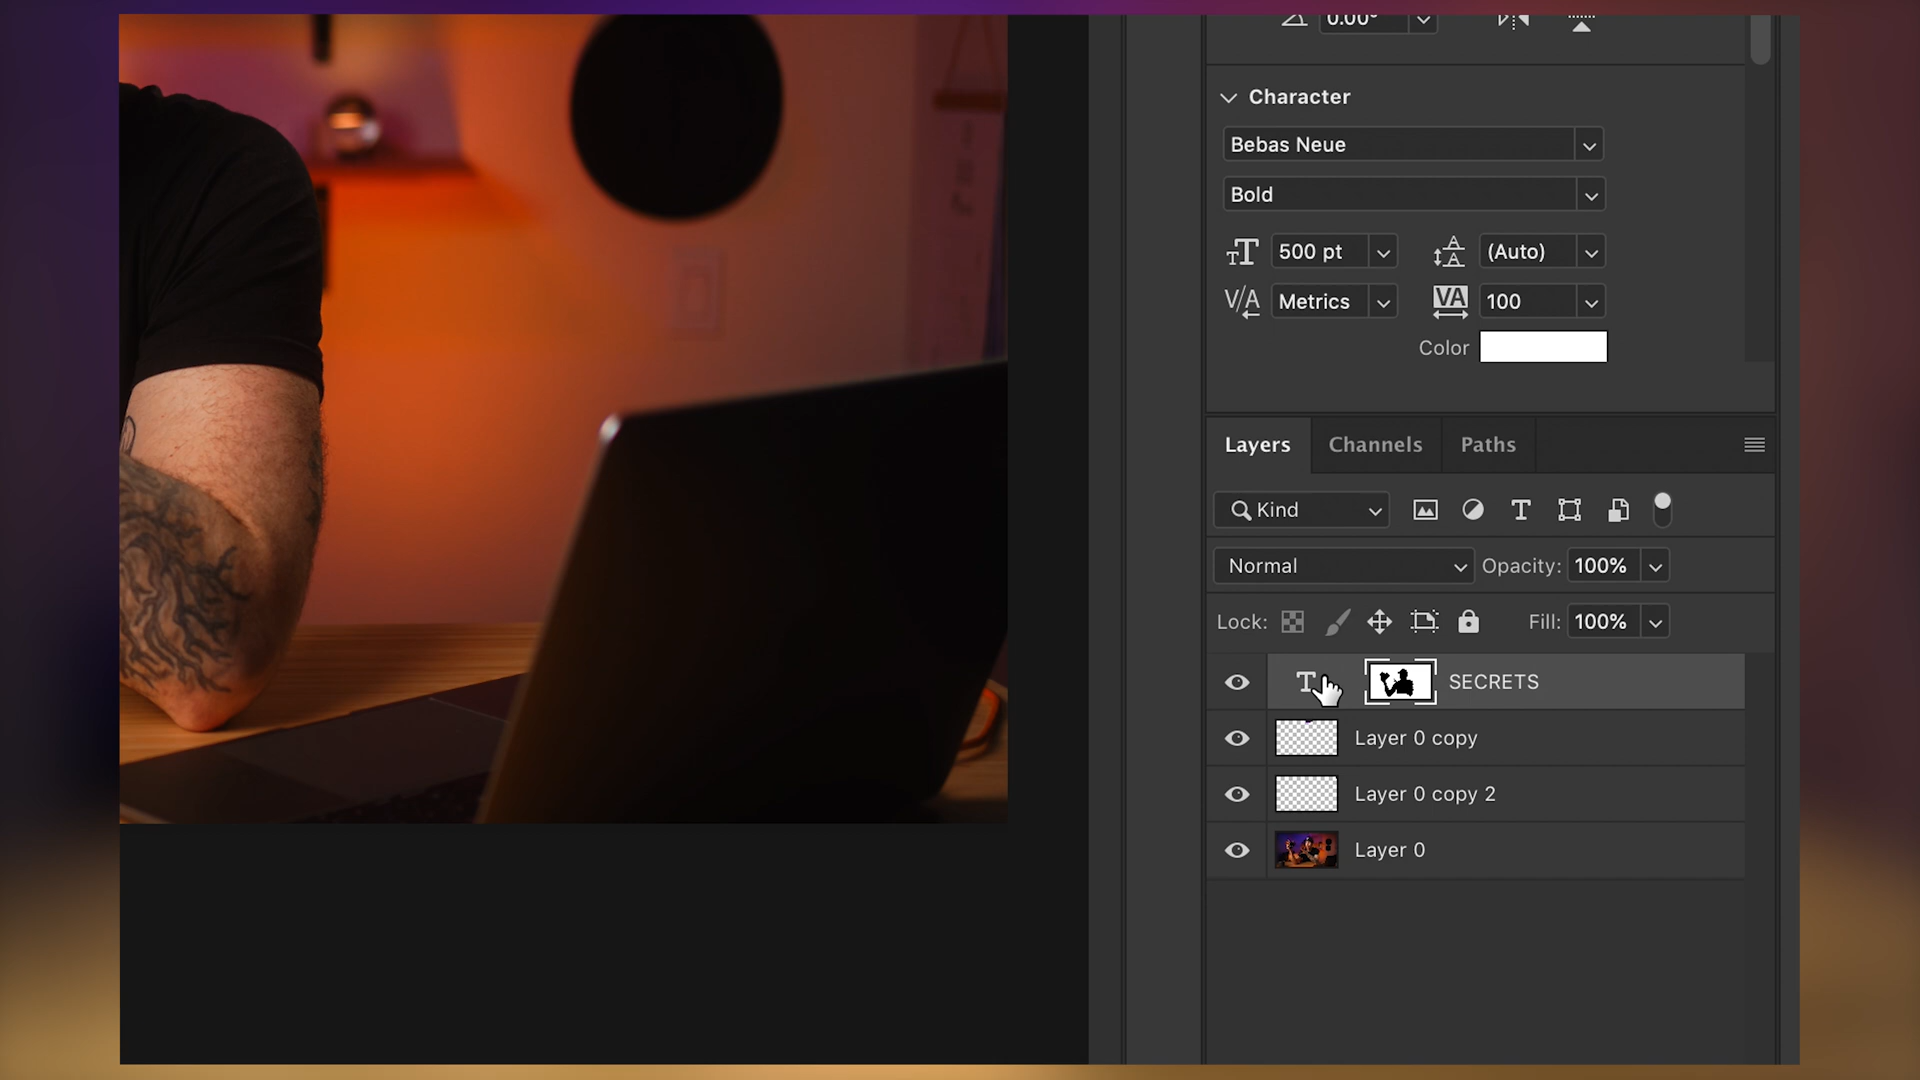 0.00°
Character
Bebas Neue
Bold
500 pt
(Auto)
Metrics
100
Color
Layers Channels Paths
Kind
Normal Opacity: 100%
Lock: Fill: 100%
SECRETS
Layer 0 copy
Layer 0 copy 2
Layer 0